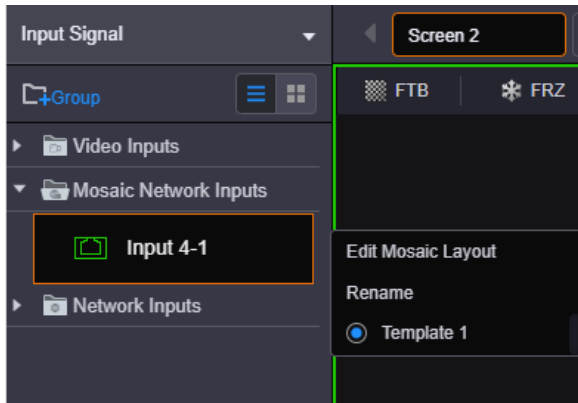 Input Signal
Screen 2
Group
FTB
FRZ
Video Inputs
Mosaic Network Inputs
Input 4-1
Edit Mosaic Layout
Rename
Network Inputs
Template 1